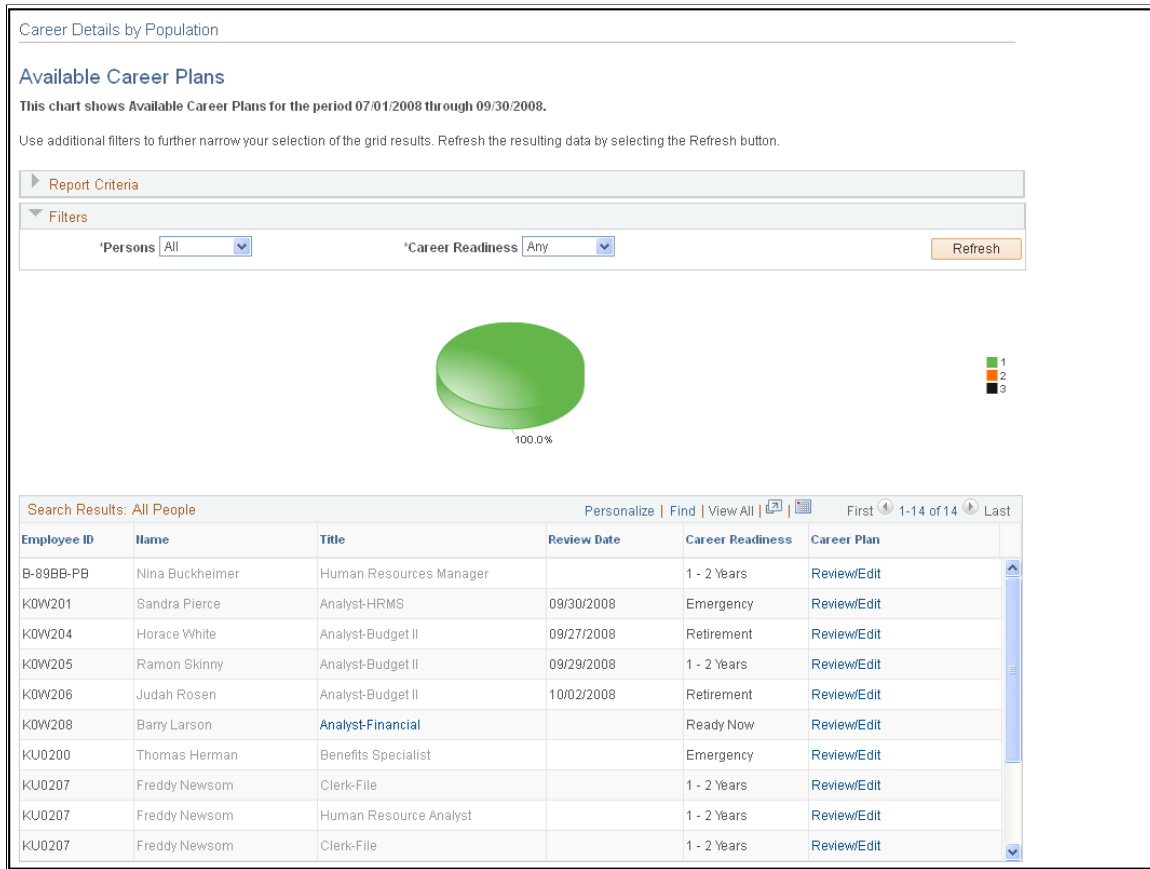 Career Details by Population
Available Career Plans
This chart shows Available Career Plans for the period 07/01/2008 through 09/30/2008.
Use additional filters to further narrow your selection of the grid results. Refresh the resulting data by selecting the Refresh button.
Report Criteria
Filters
*Persons All *Career Readiness Any Refresh
1
2
3
100.0%
Search Results: All People Personalize | Find | View All | | First 1-14 of 14 Last
Employee ID Name Title Review Date Career Readiness Career Plan
B-89BB-PB Nina Buckheimer Human Resources Manager 1 - 2 Years Review/Edit
K0W201 Sandra Pierce Analyst-HRMS 09/30/2008 Emergency Review/Edit
K0W204 Horace White Analyst-Budget II 09/27/2008 Retirement Review/Edit
K0W205 Ramon Skinny Analyst-Budget II 09/29/2008 1 - 2 Years Review/Edit
K0W206 Judah Rosen Analyst-Budget II 10/02/2008 Retirement Review/Edit
K0W208 Barry Larson Analyst-Financial Ready Now Review/Edit
KU0200 Thomas Herman Benefits Specialist Emergency Review/Edit
KU0207 Freddy Newsom Clerk-File 1 - 2 Years Review/Edit
KU0207 Freddy Newsom Human Resource Analyst 1 - 2 Years Review/Edit
KU0207 Freddy Newsom Clerk-File 1 - 2 Years Review/Edit